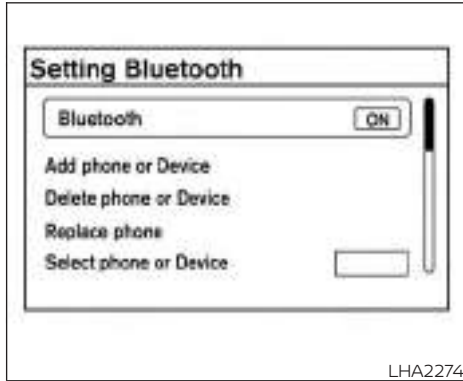 Setting Bluetooth
Bluetooth ON
Add phone or Device
Delete phone or Device
Replace phone
Select phone or Device
LHA2274